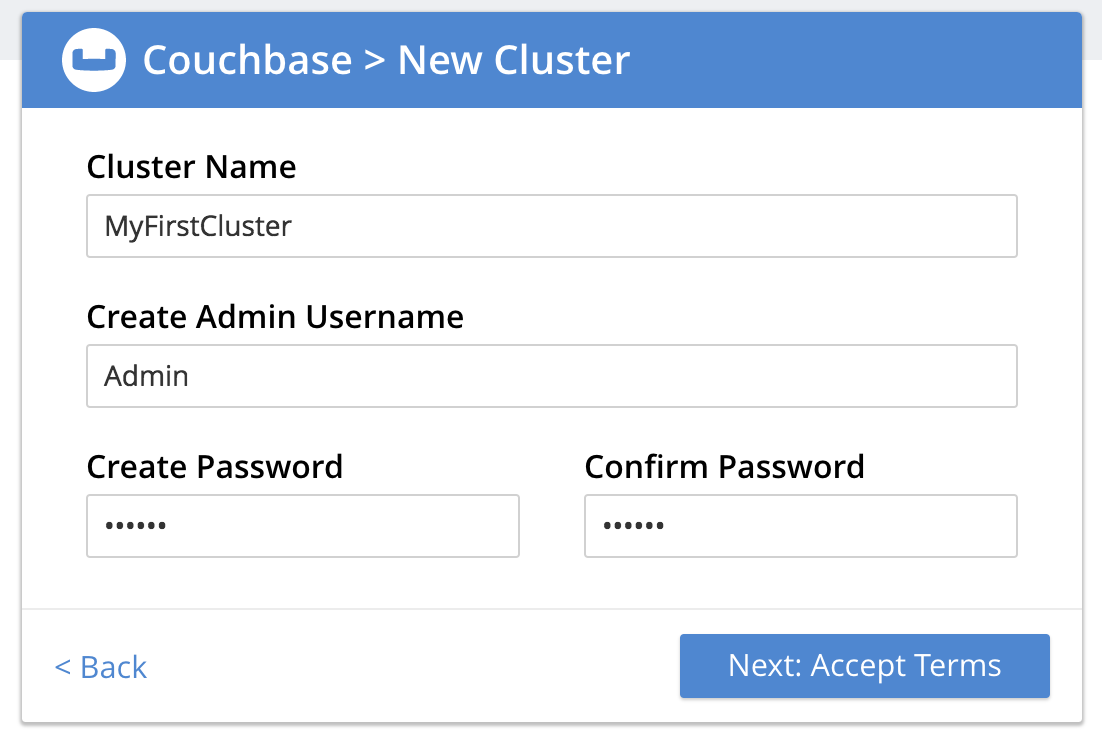 Couchbase > New Cluster
Cluster Name
MyFirstCluster
Create Admin Username
Admin
Create Password
Confirm Password
••••••
••••••
< Back
Next: Accept Terms